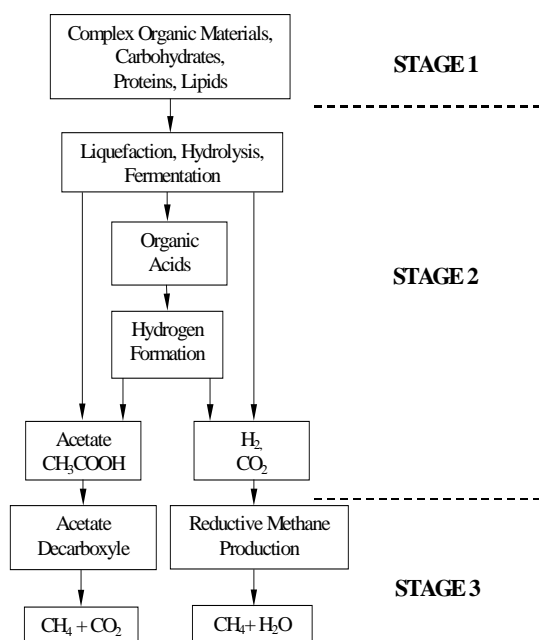 Complex Organic Materials,
Carbohydrates,
Proteins, Lipids
STAGE 1
Liquefaction, Hydrolysis,
Fermentation
Organic
Acids
STAGE 2
Hydrogen
Formation
Acetate
CH₃COOH
H₂,
CO₂
Acetate
Decarboxyle
Reductive Methane
Production
STAGE 3
CH₄ + CO₂
CH₄+ H₂O